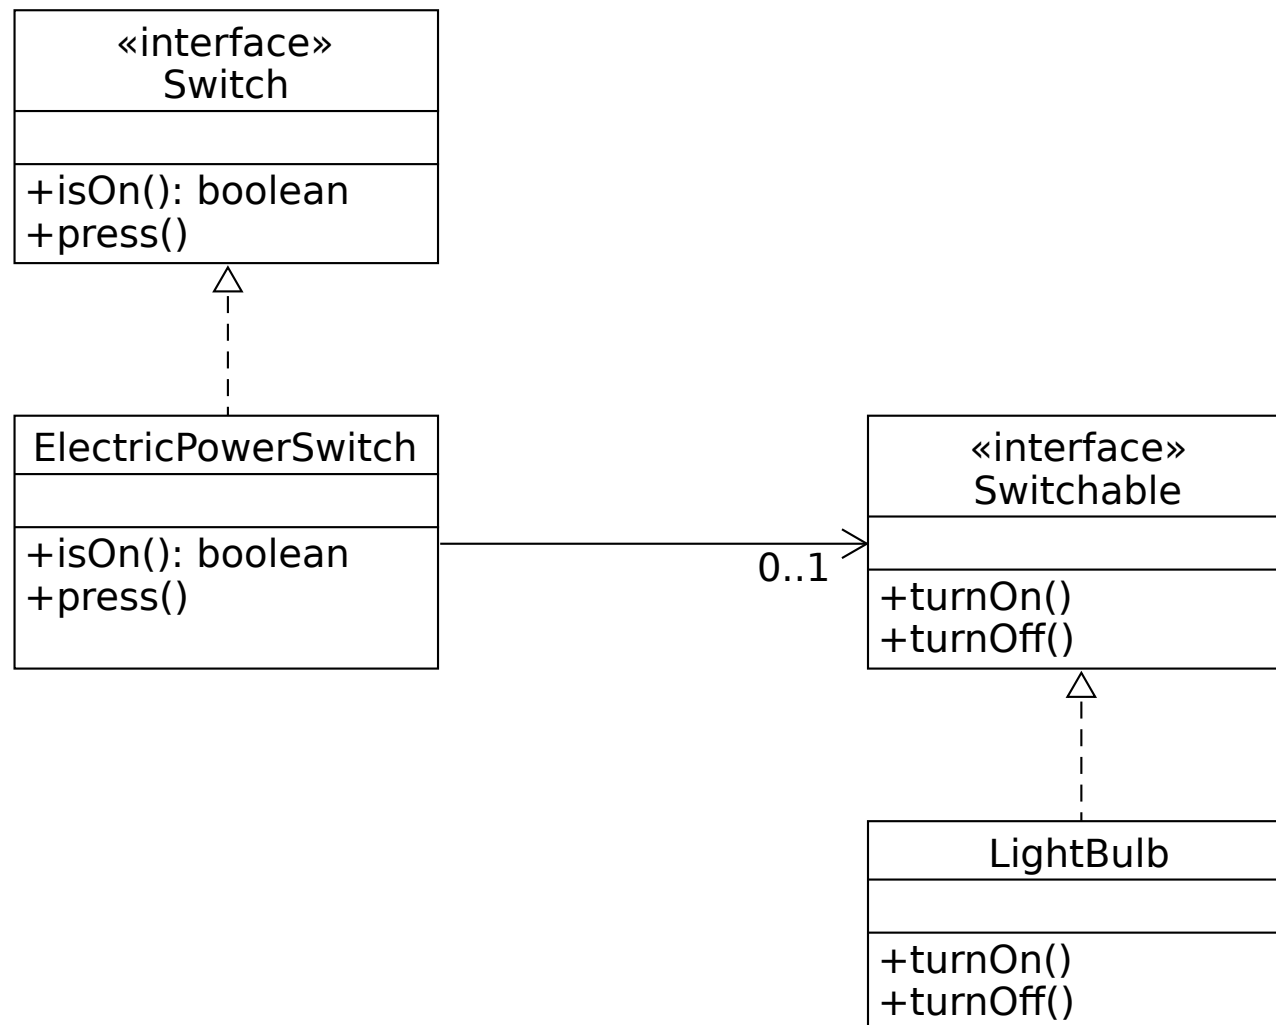 «interface»
Switch
+isOn(): boolean
+press()
ElectricPowerSwitch
+isOn(): boolean
+press()
0..1
«interface»
Switchable
+turnOn()
+turnOff()
LightBulb
+turnOn()
+turnOff()